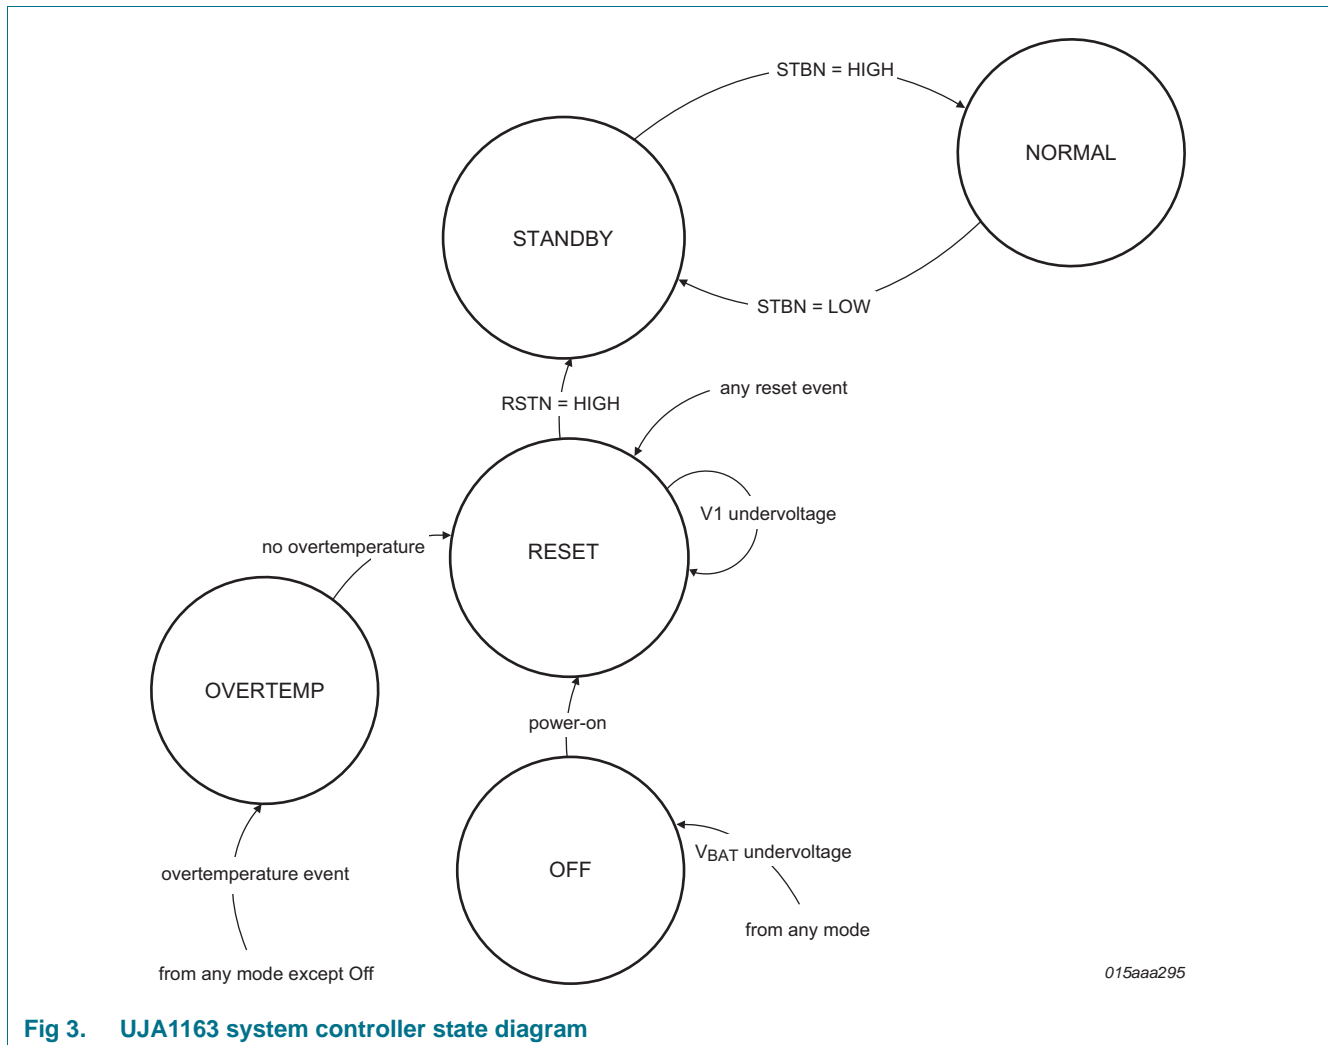 STBN = HIGH
NORMAL
STANDBY
STBN = LOW
any reset event
RSTN = HIGH
V1 undervoltage
no overtemperature
RESET
OVERTEMP
power-on
VBAT undervoltage
OFF
overtemperature event
from any mode
from any mode except Off
015aaa295
Fig 3. UJA1163 system controller state diagram